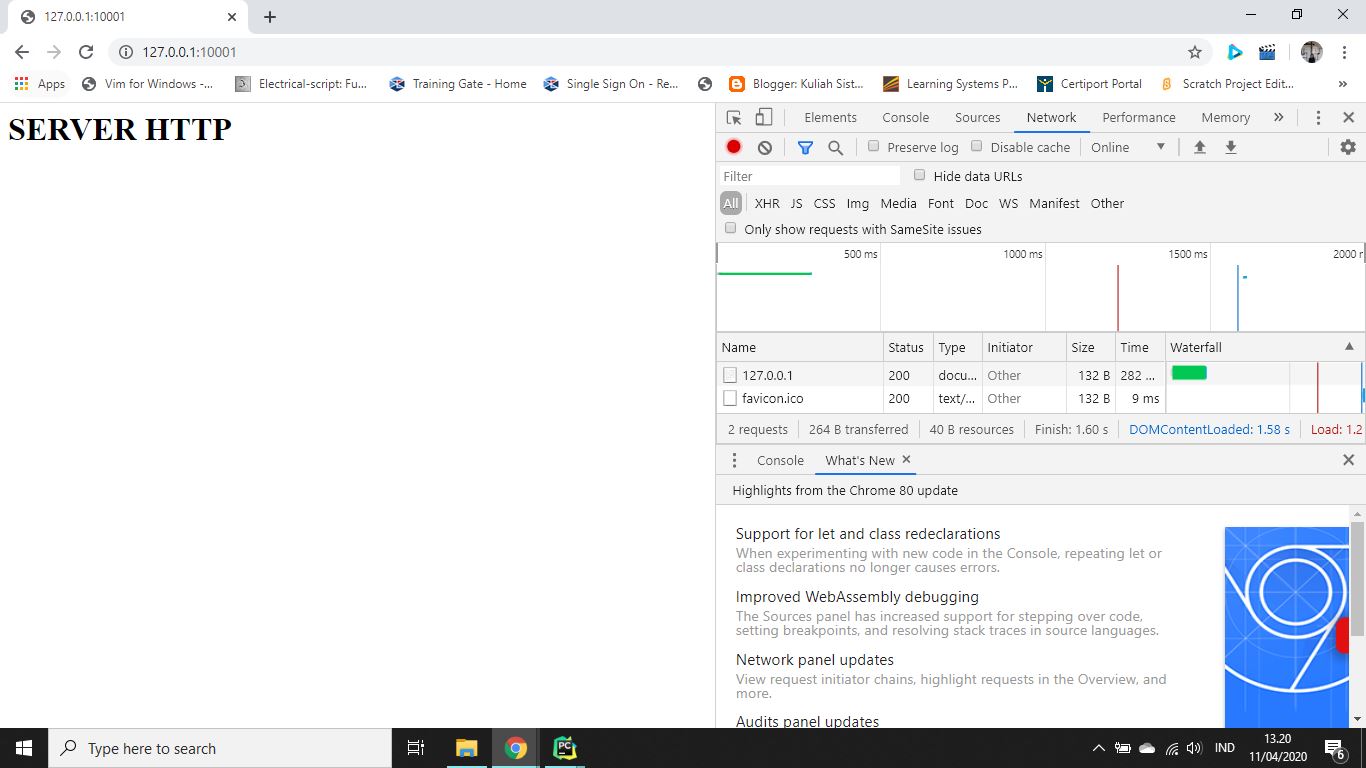 127.0.0.1:10001
127.0.0.1:10001
Apps Vim for Windows -... Electrical-script: Fu... Training Gate - Home Single Sign On - Re... Blogger: Kuliah Sist... Learning Systems P... Certiport Portal Scratch Project Edit... »
SERVER HTTP
Elements Console Sources Network Performance Memory »
Preserve log Disable cache Online
Filter Hide data URLs
All XHR JS CSS Img Media Font Doc WS Manifest Other
Only show requests with SameSite issues
500 ms 1000 ms 1500 ms 2000 r
Name Status Type Initiator Size Time Waterfall
127.0.0.1 200 docu... Other 132 B 282 ...
favicon.ico 200 text/... Other 132 B 9 ms
2 requests 264 B transferred 40 B resources Finish: 1.60 s DOMContentLoaded: 1.58 s Load: 1.2
Console What's New
Highlights from the Chrome 80 update
Support for let and class redeclarations
When experimenting with new code in the Console, repeating let or
class declarations no longer causes errors.
Improved WebAssembly debugging
The Sources panel has increased support for stepping over code,
setting breakpoints, and resolving stack traces in source languages.
Network panel updates
View request initiator chains, highlight requests in the Overview, and
more.
Audits panel updates
Type here to search
PC
IND
13.20
11/04/2020
6